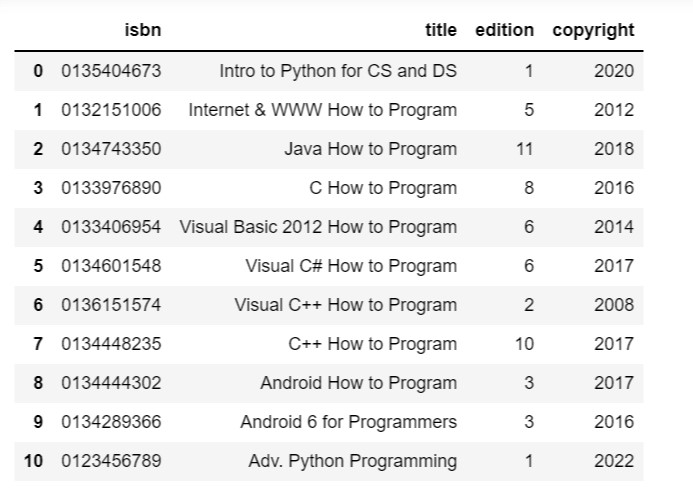 isbn title edition copyright
0 0135404673 Intro to Python for CS and DS 1 2020
1 0132151006 Internet & WWW How to Program 5 2012
2 0134743350 Java How to Program 11 2018
3 0133976890 C How to Program 8 2016
4 0133406954 Visual Basic 2012 How to Program 6 2014
5 0134601548 Visual C# How to Program 6 2017
6 0136151574 Visual C++ How to Program 2 2008
7 0134448235 C++ How to Program 10 2017
8 0134444302 Android How to Program 3 2017
9 0134289366 Android 6 for Programmers 3 2016
10 0123456789 Adv. Python Programming 1 2022